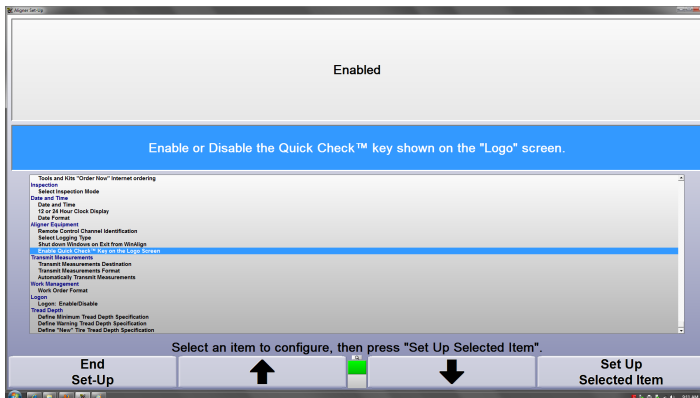 Aligner Set-Up
Enabled
Enable or Disable the Quick Check™ key shown on the "Logo" screen.
Tools and Kits "Order Now" Internet ordering
Inspection
Select Inspection Mode
Date and Time
Date and Time
12 or 24 Hour Clock Display
Date Format
Aligner Equipment
Remote Control Channel Identification
Select Logging Type
Shut down Windows on Exit from WinAlign
Enable Quick Check™ Key on the Logo Screen
Transmit Measurements
Transmit Measurements Destination
Transmit Measurements Format
Automatically Transmit Measurements
Work Management
Work Order Format
Logon
Logon: Enable/Disable
Tread Depth
Define Minimum Tread Depth Specification
Define Warning Tread Depth Specification
Define "New" Tire Tread Depth Specification
Select an item to configure, then press "Set Up Selected Item".
End
Set-Up
Set Up
Selected Item